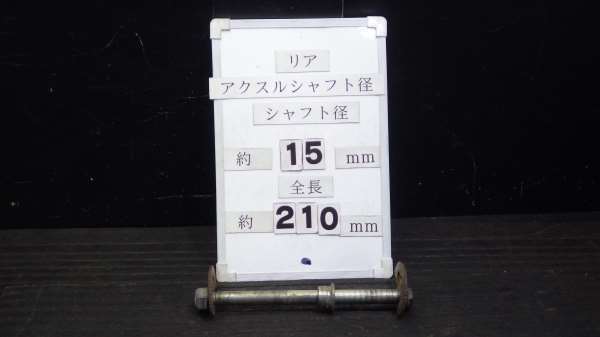 リア
アクスルシャフト径
シャフト径
約 15 mm
全長
約 210 mm